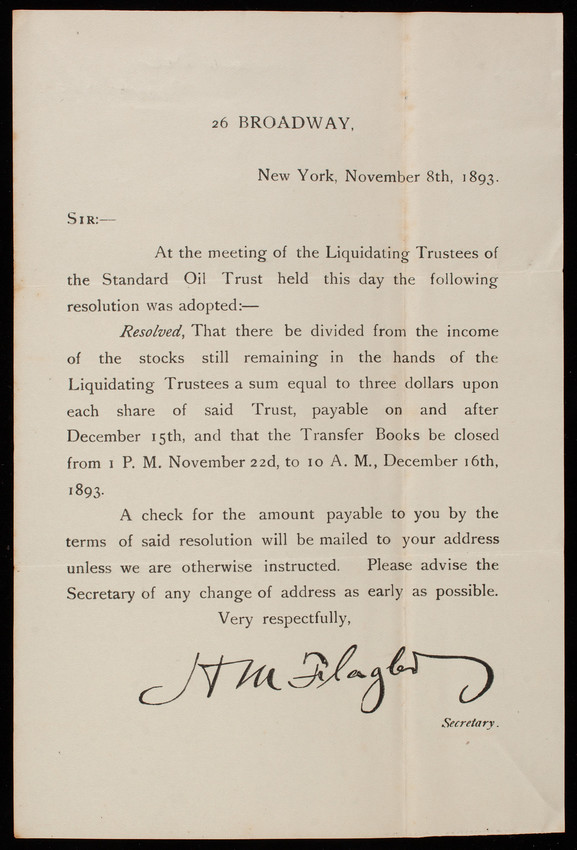 26 BROADWAY,
New York, November 8th, 1893.
SIR:—
At the meeting of the Liquidating Trustees of
the Standard Oil Trust held this day the following
resolution was adopted:—
Resolved, That there be divided from the income
of the stocks still remaining in the hands of the
Liquidating Trustees a sum equal to three dollars upon
each share of said Trust, payable on and after
December 15th, and that the Transfer Books be closed
from 1 P. M. November 22d, to 10 A. M., December 16th,
1893.
A check for the amount payable to you by the
terms of said resolution will be mailed to your address
unless we are otherwise instructed. Please advise the
Secretary of any change of address as early as possible.
Very respectfully,
H M Flagler
Secretary.